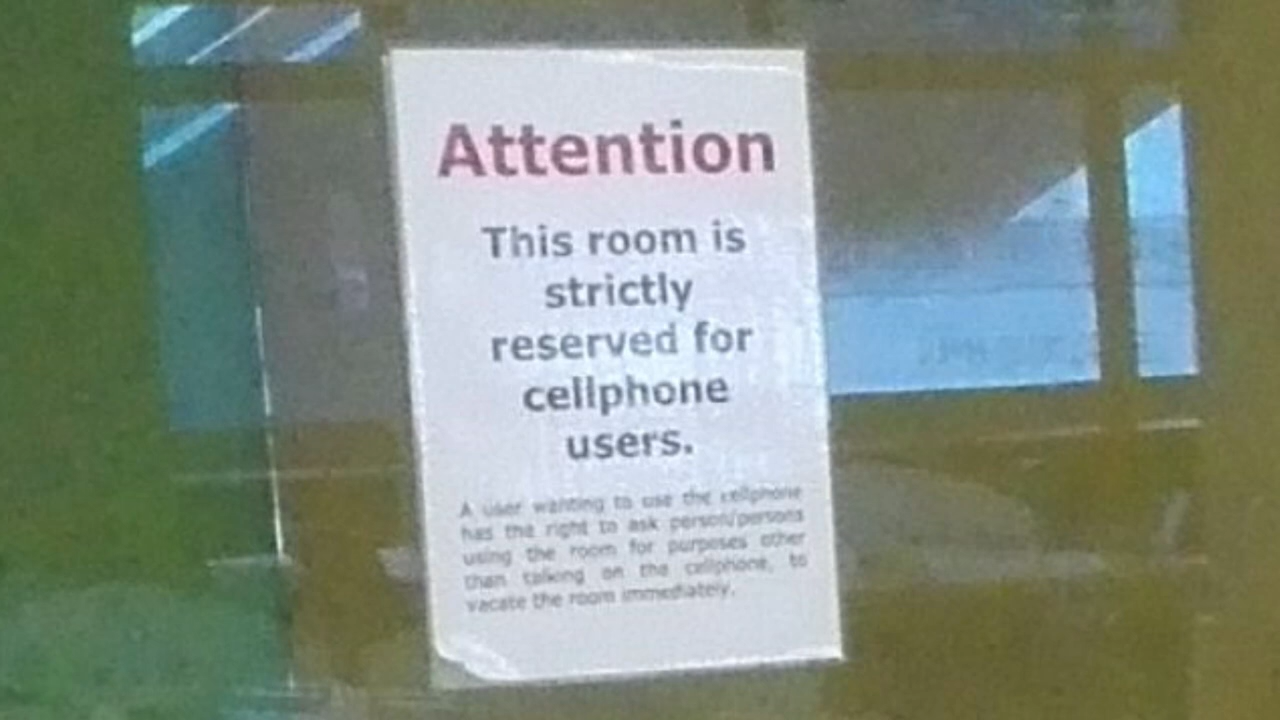 Attention
This room is
strictly
reserved for
cellphone
users.
A user wanting to use the cellphone
has the right to ask person/persons
using the room for purposes other
than talking on the cellphone, to
vacate the room immediately.